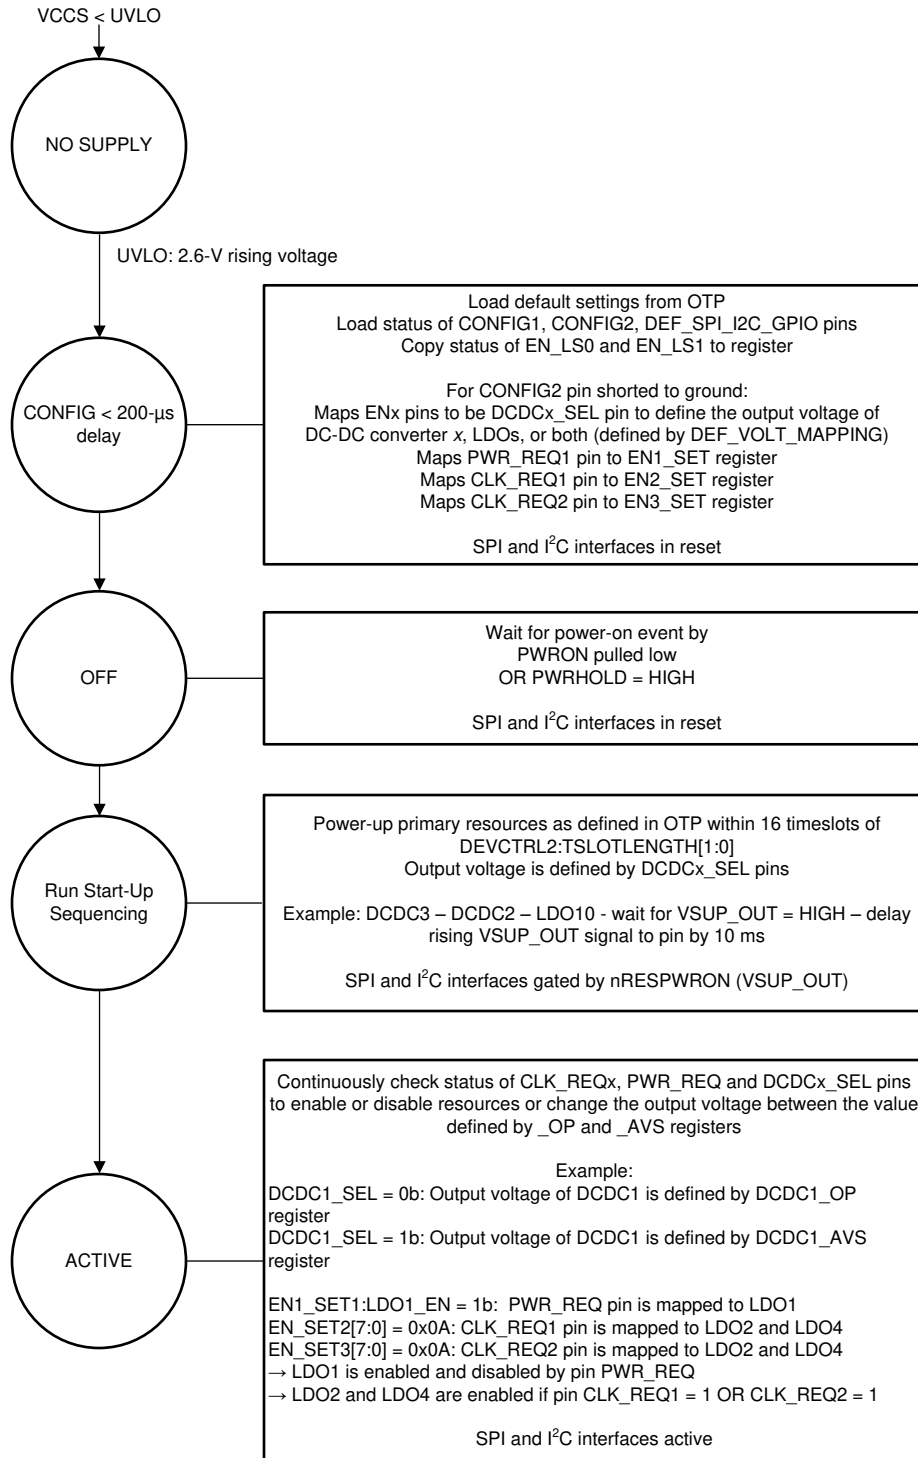 VCCS < UVLO
NO SUPPLY
UVLO: 2.6-V rising voltage
CONFIG < 200-µs
delay
Load default settings from OTP
Load status of CONFIG1, CONFIG2, DEF_SPI_I2C_GPIO pins
Copy status of EN_LS0 and EN_LS1 to register
For CONFIG2 pin shorted to ground:
Maps ENx pins to be DCDCx_SEL pin to define the output voltage of
DC-DC converter x, LDOs, or both (defined by DEF_VOLT_MAPPING)
Maps PWR_REQ1 pin to EN1_SET register
Maps CLK_REQ1 pin to EN2_SET register
Maps CLK_REQ2 pin to EN3_SET register
SPI and I²C interfaces in reset
OFF
Wait for power-on event by
PWRON pulled low
OR PWRHOLD = HIGH
SPI and I²C interfaces in reset
Run Start-Up
Sequencing
Power-up primary resources as defined in OTP within 16 timeslots of
DEVCTRL2:TSLOTLENGTH[1:0]
Output voltage is defined by DCDCx_SEL pins
Example: DCDC3 – DCDC2 – LDO10 - wait for VSUP_OUT = HIGH – delay
rising VSUP_OUT signal to pin by 10 ms
SPI and I²C interfaces gated by nRESPWRON (VSUP_OUT)
ACTIVE
Continuously check status of CLK_REQx, PWR_REQ and DCDCx_SEL pins
to enable or disable resources or change the output voltage between the value
defined by _OP and _AVS registers
Example:
DCDC1_SEL = 0b: Output voltage of DCDC1 is defined by DCDC1_OP
register
DCDC1_SEL = 1b: Output voltage of DCDC1 is defined by DCDC1_AVS
register
EN1_SET1:LDO1_EN = 1b: PWR_REQ pin is mapped to LDO1
EN_SET2[7:0] = 0x0A: CLK_REQ1 pin is mapped to LDO2 and LDO4
EN_SET3[7:0] = 0x0A: CLK_REQ2 pin is mapped to LDO2 and LDO4
→ LDO1 is enabled and disabled by pin PWR_REQ
→ LDO2 and LDO4 are enabled if pin CLK_REQ1 = 1 OR CLK_REQ2 = 1
SPI and I²C interfaces active